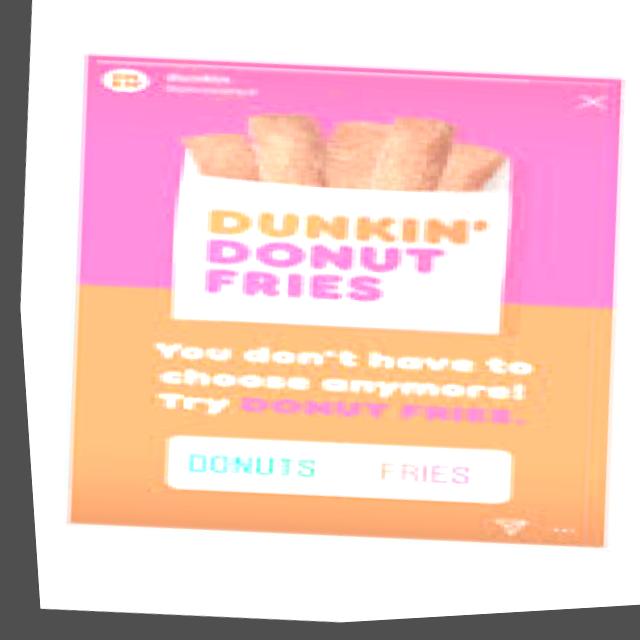 DUNKIN'
DONUT
FRIES
You don't have to
choose anymore!
Try DONUT FRIES.
DONUTS FRIES